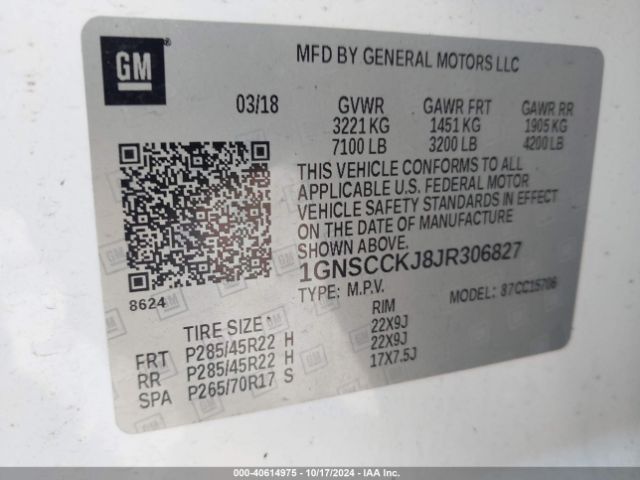 GM
MFD BY GENERAL MOTORS LLC
03/18 GVWR GAWR FRT GAWR RR
3221 KG 1451 KG 1905 KG
7100 LB 3200 LB 4200 LB
THIS VEHICLE CONFORMS TO ALL
APPLICABLE U.S. FEDERAL MOTOR
VEHICLE SAFETY STANDARDS IN EFFECT
ON THE DATE OF MANUFACTURE
SHOWN ABOVE.
1GNSCCKJ8JR306827
8624
TYPE: M.P.V. MODEL: 87CC15706
TIRE SIZE RIM
FRT P285/45R22 H 22X9J
RR P285/45R22 H 22X9J
SPA P265/70R17 S 17X7.5J
000-40614975 - 10/17/2024 - IAA Inc.